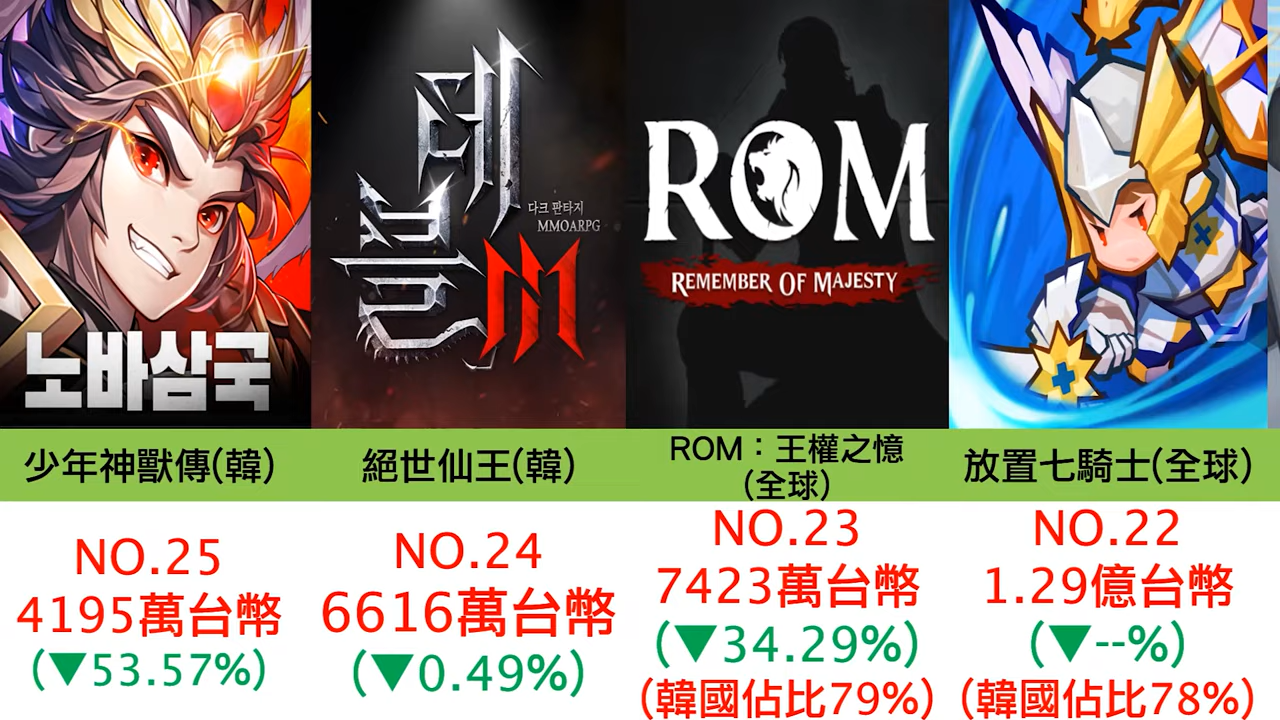 노바삼국
데블M
다크 판타지
MMOARPG
ROM
REMEMBER OF MAJESTY
少年神獸傳(韓)
絕世仙王(韓)
ROM：王權之憶
(全球)
放置七騎士(全球)
NO.25
4195萬台幣
(▼53.57%)
NO.24
6616萬台幣
(▼0.49%)
NO.23
7423萬台幣
(▼34.29%)
(韓國佔比79%)
NO.22
1.29億台幣
(▼--%)
(韓國佔比78%)